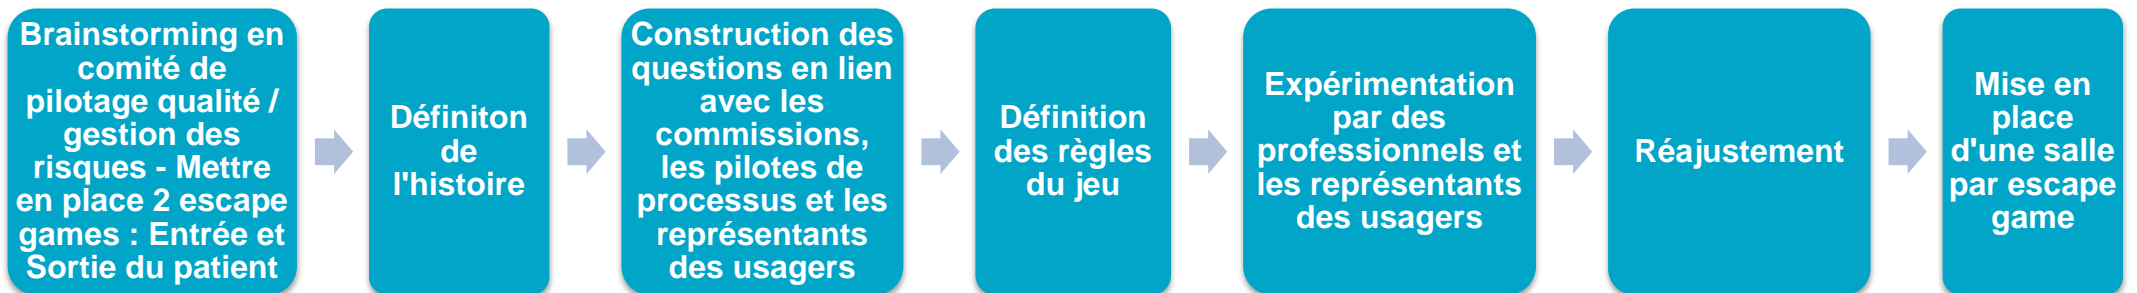 Brainstorming en
comité de
pilotage qualité /
gestion des
risques - Mettre
en place 2 escape
games : Entrée et
Sortie du patient
Définiton
de
l'histoire
Construction des
questions en lien
avec les
commissions,
les pilotes de
processus et les
représentants
des usagers
Définition
des règles
du jeu
Expérimentation
par des
professionnels et
les représentants
des usagers
Réajustement
Mise en
place
d'une salle
par escape
game